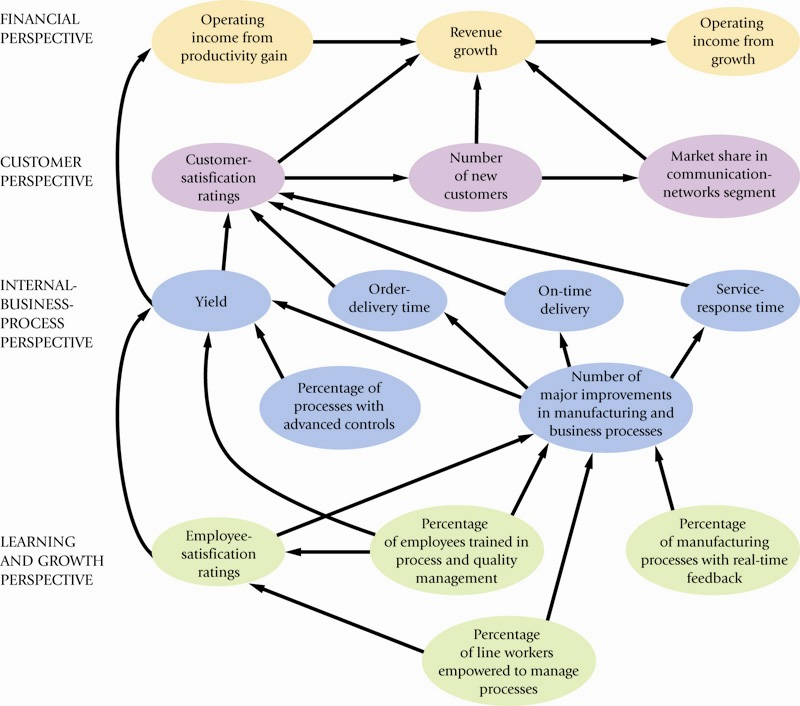 FINANCIAL
PERSPECTIVE
Operating
income from
productivity gain
Revenue
growth
Operating
income from
growth
CUSTOMER
PERSPECTIVE
Customer-
satisfication
ratings
Number
of new
customers
Market share in
communication-
networks segment
INTERNAL-
BUSINESS-
PROCESS
PERSPECTIVE
Yield
Order-
delivery time
On-time
delivery
Service-
response time
Percentage of
processes with
advanced controls
Number of
major improvements
in manufacturing and
business processes
LEARNING
AND GROWTH
PERSPECTIVE
Employee-
satisfication
ratings
Percentage
of employees trained in
process and quality
management
Percentage
of manufacturing
processes with real-time
feedback
Percentage
of line workers
empowered to manage
processes